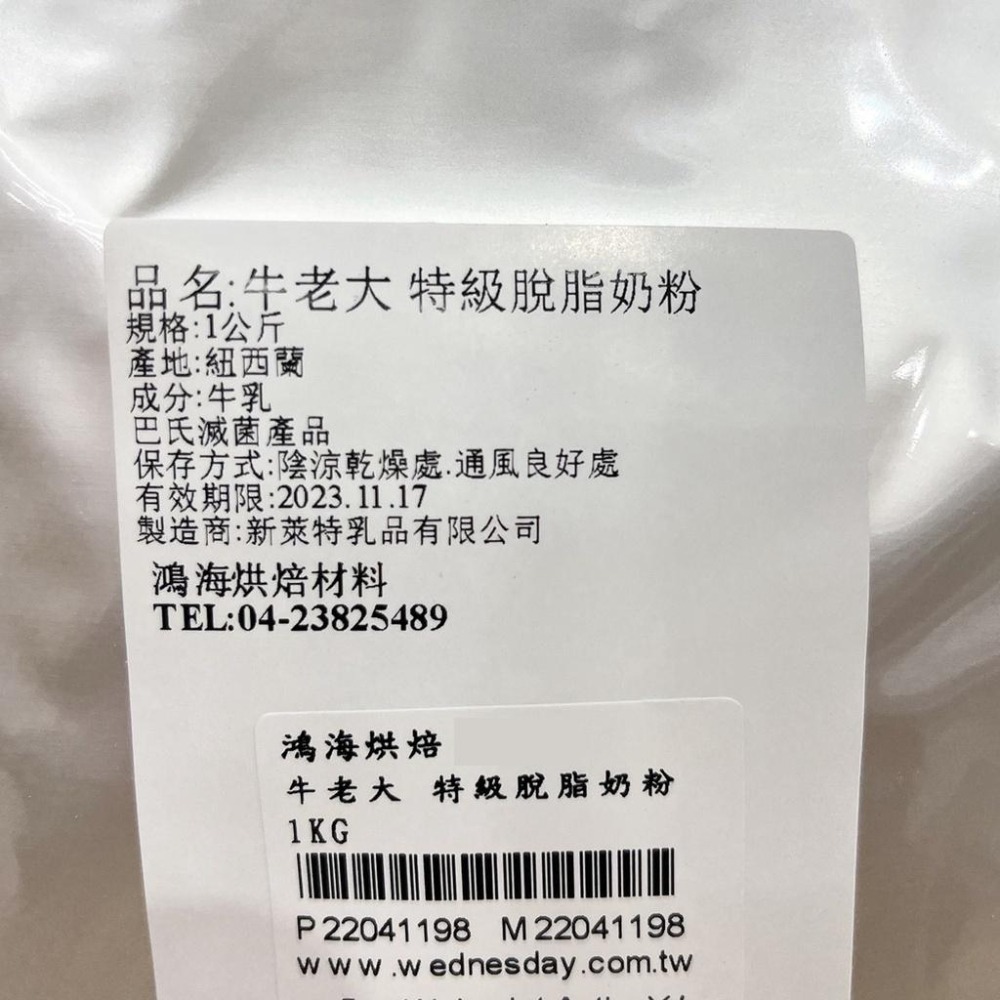 品名:牛老大 特級脫脂奶粉
規格:1公斤
產地:紐西蘭
成分:牛乳
巴氏滅菌產品
保存方式:陰涼乾燥處.通風良好處
有效期限:2023.11.17
製造商:新萊特乳品有限公司
鴻海烘焙材料
TEL:04-23825489
鴻海烘焙
牛老大 特級脫脂奶粉
1KG
P22041198 M22041198
www.wednesday.com.tw